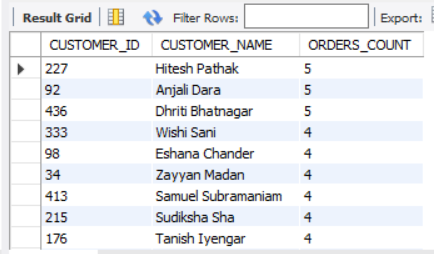 Result Grid Filter Rows: Export:
CUSTOMER_ID CUSTOMER_NAME ORDERS_COUNT
227 Hitesh Pathak 5
92 Anjali Dara 5
436 Dhriti Bhatnagar 5
333 Wishi Sani 4
98 Eshana Chander 4
34 Zayyan Madan 4
413 Samuel Subramaniam 4
215 Sudiksha Sha 4
176 Tanish Iyengar 4